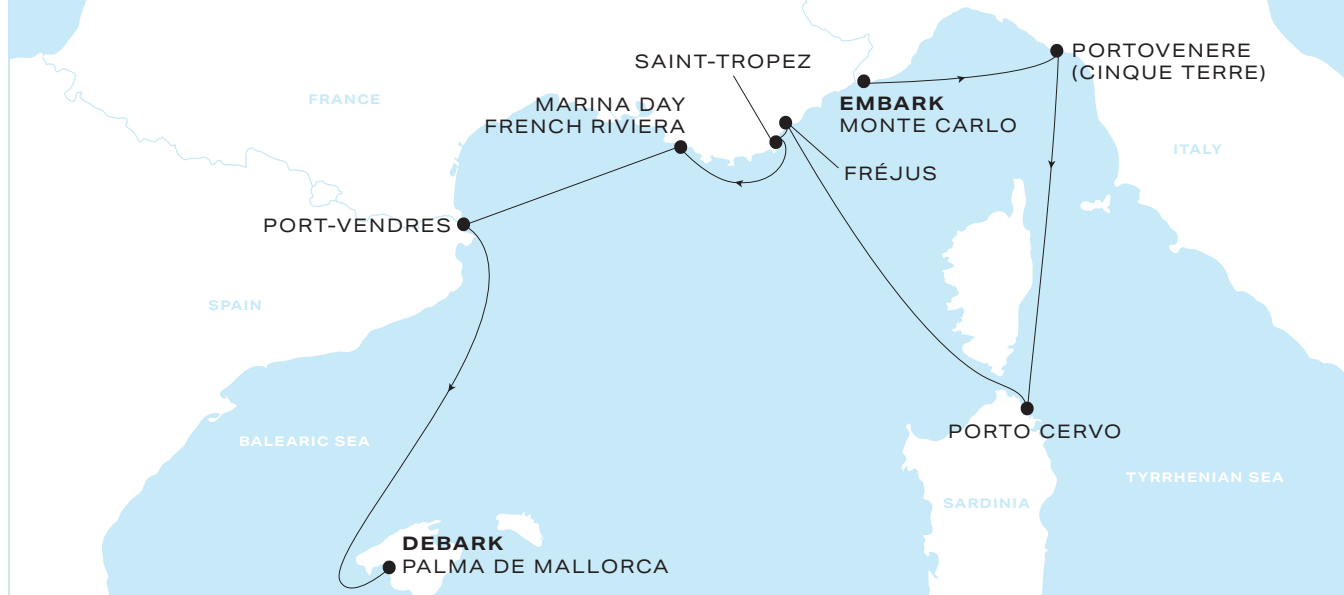 SAINT-TROPEZ
PORTOVENERE
(CINQUE TERRE)
FRANCE
MARINA DAY
FRENCH RIVIERA
EMBARK
MONTE CARLO
ITALY
FRÉJUS
PORT-VENDRES
SPAIN
PORTO CERVO
BALEARIC SEA
TYRRHENIAN SEA
SARDINIA
DEBARK
PALMA DE MALLORCA